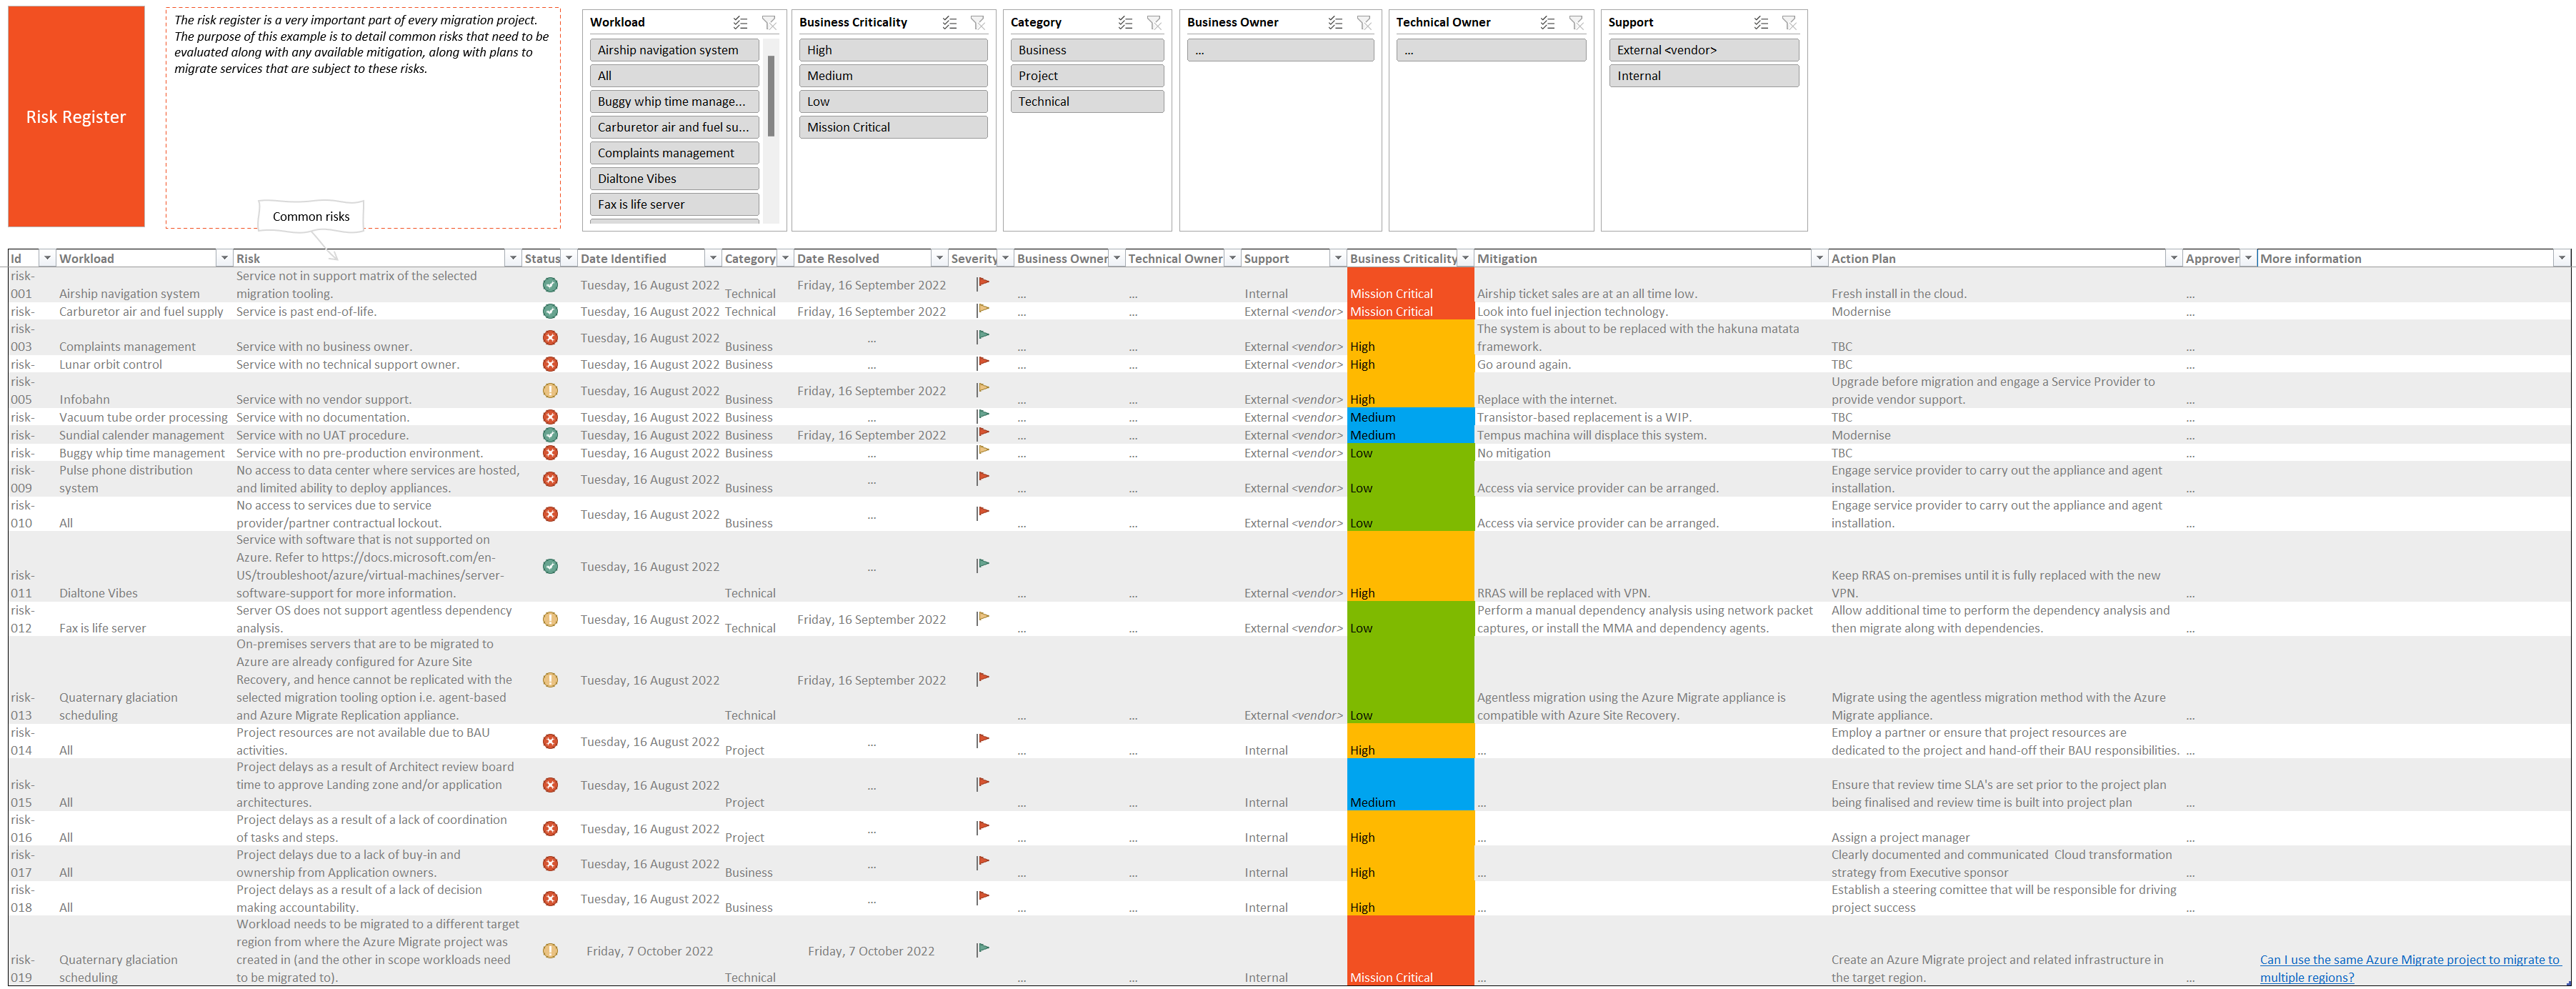 Risk Register
The risk register is a very important part of every migration project.
The purpose of this example is to detail common risks that need to be
evaluated along with any available mitigation, along with plans to
migrate services that are subject to these risks.
Common risks
Workload
Airship navigation system
All
Buggy whip time manage...
Carburetor air and fuel su...
Complaints management
Dialtone Vibes
Fax is life server
Business Criticality
High
Medium
Low
Mission Critical
Category
Business
Project
Technical
Business Owner
...
Technical Owner
...
Support
External <vendor>
Internal
Id Workload Risk Status Date Identified Category Date Resolved Severity Business Owner Technical Owner Support Business Criticality Mitigation Action Plan Approver More information
risk- Service not in support matrix of the selected
001 Airship navigation system migration tooling. Tuesday, 16 August 2022 Technical Friday, 16 September 2022 ... ... Internal Mission Critical Airship ticket sales are at an all time low. Fresh install in the cloud. ...
risk- Carburetor air and fuel supply Service is past end-of-life. Tuesday, 16 August 2022 Technical Friday, 16 September 2022 ... ... External <vendor> Mission Critical Look into fuel injection technology. Modernise ...
risk- The system is about to be replaced with the hakuna matata
003 Complaints management Service with no business owner. Tuesday, 16 August 2022 Business ... ... ... External <vendor> High framework. TBC ...
risk- Lunar orbit control Service with no technical support owner. Tuesday, 16 August 2022 Business ... ... ... External <vendor> High Go around again. TBC ...
risk- Upgrade before migration and engage a Service Provider to
005 Infobahn Service with no vendor support. Tuesday, 16 August 2022 Business Friday, 16 September 2022 ... ... External <vendor> High Replace with the internet. provide vendor support. ...
risk- Vacuum tube order processing Service with no documentation. Tuesday, 16 August 2022 Business ... ... ... External <vendor> Medium Transistor-based replacement is a WIP. TBC ...
risk- Sundial calender management Service with no UAT procedure. Tuesday, 16 August 2022 Business Friday, 16 September 2022 ... ... External <vendor> Medium Tempus machina will displace this system. Modernise ...
risk- Buggy whip time management Service with no pre-production environment. Tuesday, 16 August 2022 Business ... ... ... External <vendor> Low No mitigation TBC ...
risk- Pulse phone distribution No access to data center where services are hosted, Engage service provider to carry out the appliance and agent
009 system and limited ability to deploy appliances. Tuesday, 16 August 2022 Business ... ... ... External <vendor> Low Access via service provider can be arranged. installation. ...
risk- No access to services due to service Engage service provider to carry out the appliance and agent
010 All provider/partner contractual lockout. Tuesday, 16 August 2022 Business ... ... ... External <vendor> Low Access via service provider can be arranged. installation. ...
Service with software that is not supported on
Azure. Refer to https://docs.microsoft.com/en-
risk- US/troubleshoot/azure/virtual-machines/server- Tuesday, 16 August 2022 ... Keep RRAS on-premises until it is fully replaced with the new
011 Dialtone Vibes software-support for more information. Technical ... ... External <vendor> High RRAS will be replaced with VPN. VPN. ...
risk- Server OS does not support agentless dependency Perform a manual dependency analysis using network packet Allow additional time to perform the dependency analysis and
012 Fax is life server analysis. Tuesday, 16 August 2022 Technical Friday, 16 September 2022 ... ... External <vendor> Low captures, or install the MMA and dependency agents. then migrate along with dependencies. ...
On-premises servers that are to be migrated to
Azure are already configured for Azure Site
Recovery, and hence cannot be replicated with the Tuesday, 16 August 2022 Friday, 16 September 2022
risk- Quaternary glaciation selected migration tooling option i.e. agent-based Agentless migration using the Azure Migrate appliance is Migrate using the agentless migration method with the Azure
013 scheduling and Azure Migrate Replication appliance. Technical ... ... External <vendor> Low compatible with Azure Site Recovery. Migrate appliance. ...
risk- Project resources are not available due to BAU Employ a partner or ensure that project resources are
014 All activities. Tuesday, 16 August 2022 Project ... ... ... Internal High ... dedicated to the project and hand-off their BAU responsibilities. ...
Project delays as a result of Architect review board
risk- time to approve Landing zone and/or application Tuesday, 16 August 2022 ... Ensure that review time SLA's are set prior to the project plan
015 All architectures. Project ... ... Internal Medium ... being finalised and review time is built into project plan ...
risk- Project delays as a result of a lack of coordination
016 All of tasks and steps. Tuesday, 16 August 2022 Project ... ... ... Internal High ... Assign a project manager ...
risk- Project delays due to a lack of buy-in and Clearly documented and communicated Cloud transformation
017 All ownership from Application owners. Tuesday, 16 August 2022 Business ... ... ... Internal High ... strategy from Executive sponsor ...
risk- Project delays as a result of a lack of decision Establish a steering comittee that will be responsible for driving
018 All making accountability. Tuesday, 16 August 2022 Business ... ... ... Internal High ... project success ...
Workload needs to be migrated to a different target
region from where the Azure Migrate project was Friday, 7 October 2022 Friday, 7 October 2022
risk- Quaternary glaciation created in (and the other in scope workloads need Create an Azure Migrate project and related infrastructure in Can I use the same Azure Migrate project to migrate to
019 scheduling to be migrated to). Technical ... ... Internal Mission Critical ... the target region. ... multiple regions?